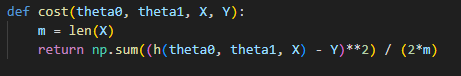 def cost(theta0, theta1, X, Y):
    m = len(X)
    return np.sum((h(theta0, theta1, X) - Y)**2) / (2*m)